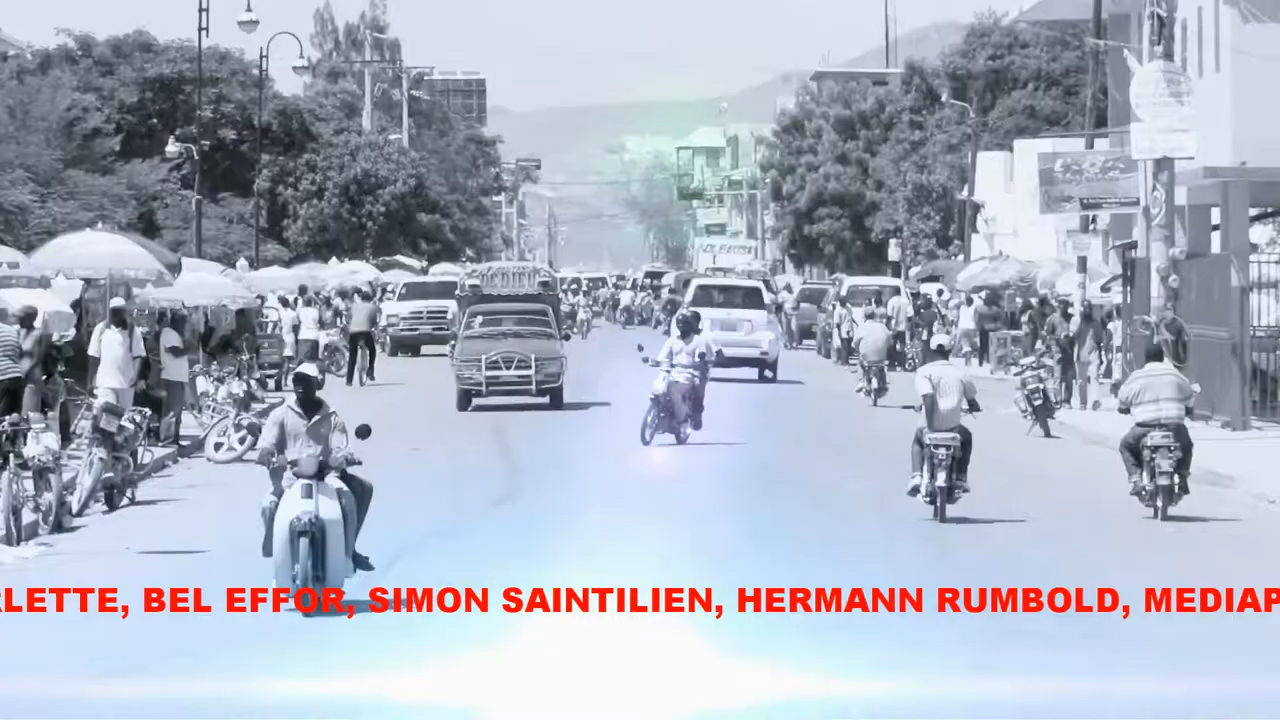 RLETTE, BEL EFFOR, SIMON SAINTILIEN, HERMANN RUMBOLD, MEDIAP